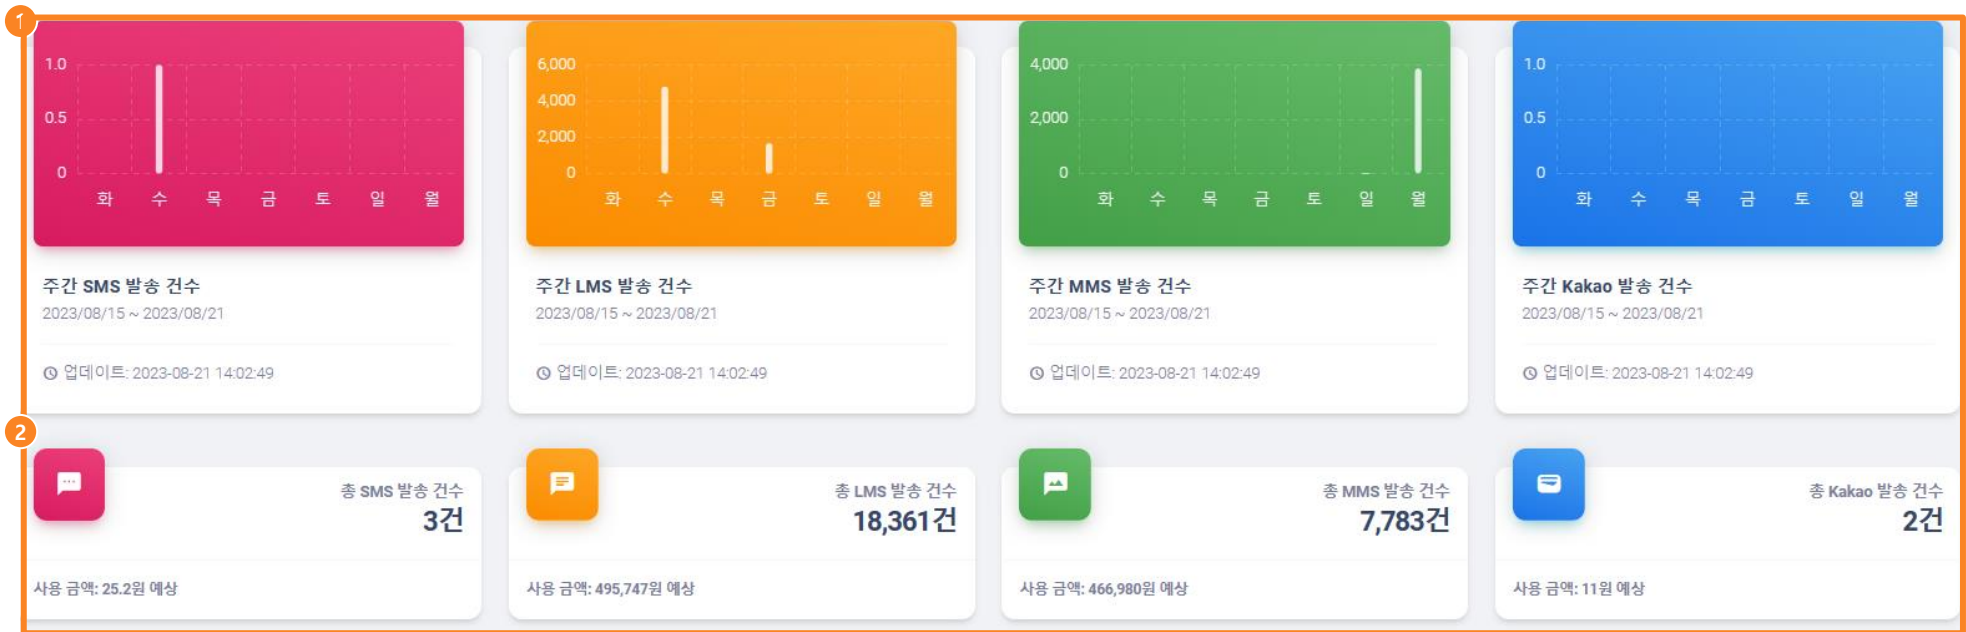 1
1.0
0.5
0
화 수 목 금 토 일 월
주간 SMS 발송 건수
2023/08/15 ~ 2023/08/21
업데이트: 2023-08-21 14:02:49
6,000
4,000
2,000
0
화 수 목 금 토 일 월
주간 LMS 발송 건수
2023/08/15 ~ 2023/08/21
업데이트: 2023-08-21 14:02:49
4,000
2,000
0
화 수 목 금 토 일 월
주간 MMS 발송 건수
2023/08/15 ~ 2023/08/21
업데이트: 2023-08-21 14:02:49
1.0
0.5
0
화 수 목 금 토 일 월
주간 Kakao 발송 건수
2023/08/15 ~ 2023/08/21
업데이트: 2023-08-21 14:02:49
2
총 SMS 발송 건수
3건
사용 금액: 25.2원 예상
총 LMS 발송 건수
18,361건
사용 금액: 495,747원 예상
총 MMS 발송 건수
7,783건
사용 금액: 466,980원 예상
총 Kakao 발송 건수
2건
사용 금액: 11원 예상